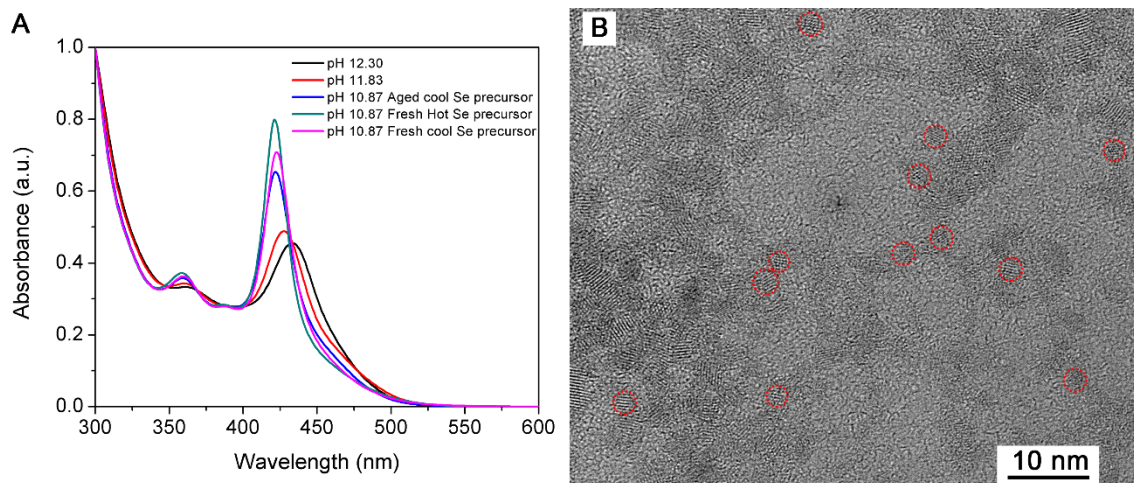 A
1.0
0.8
0.6
0.4
0.2
0.0
Absorbance (a.u.)
pH 12.30
pH 11.83
pH 10.87 Aged cool Se precursor
pH 10.87 Fresh Hot Se precursor
pH 10.87 Fresh cool Se precursor
300 350 400 450 500 550 600
Wavelength (nm)
B
10 nm